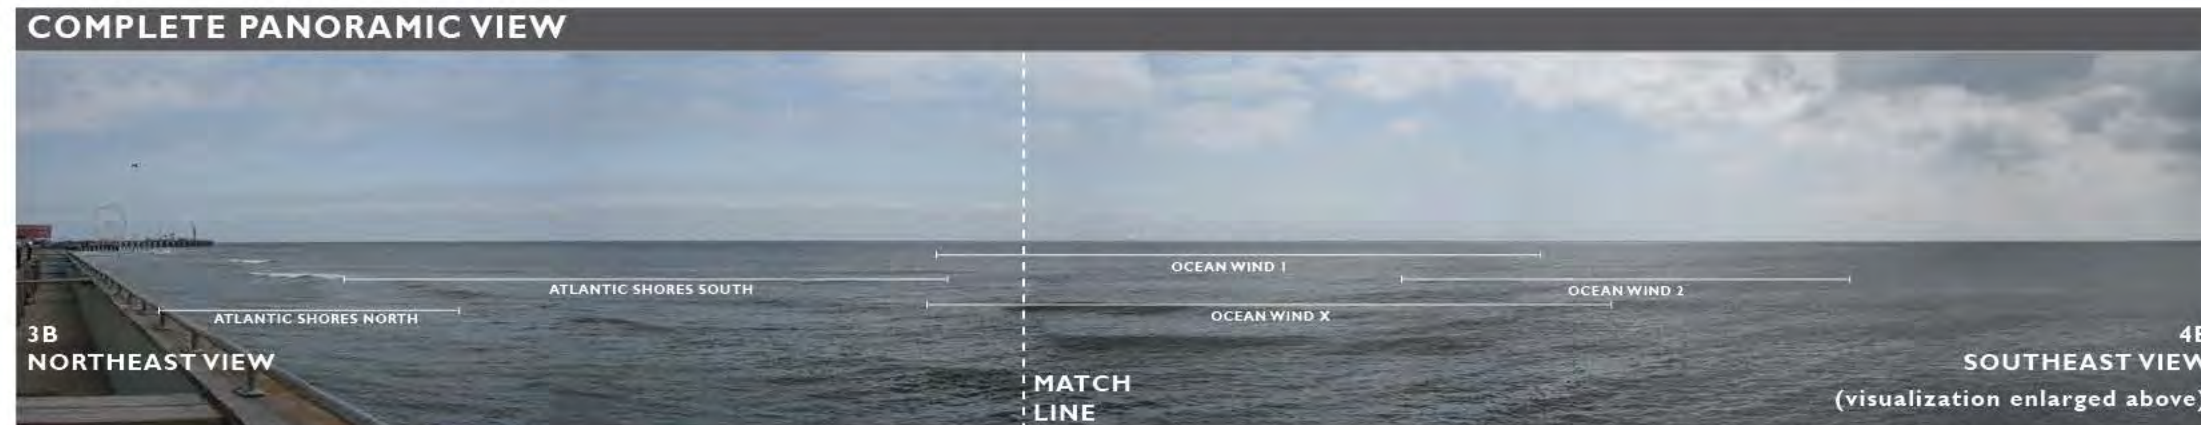 COMPLETE PANORAMIC VIEW
OCEAN WIND 1
ATLANTIC SHORES SOUTH
OCEAN WIND 2
ATLANTIC SHORES NORTH
OCEAN WIND X
3B
NORTHEAST VIEW
MATCH
LINE
SOUTHEAST VIEW
(visualization enlarged above)